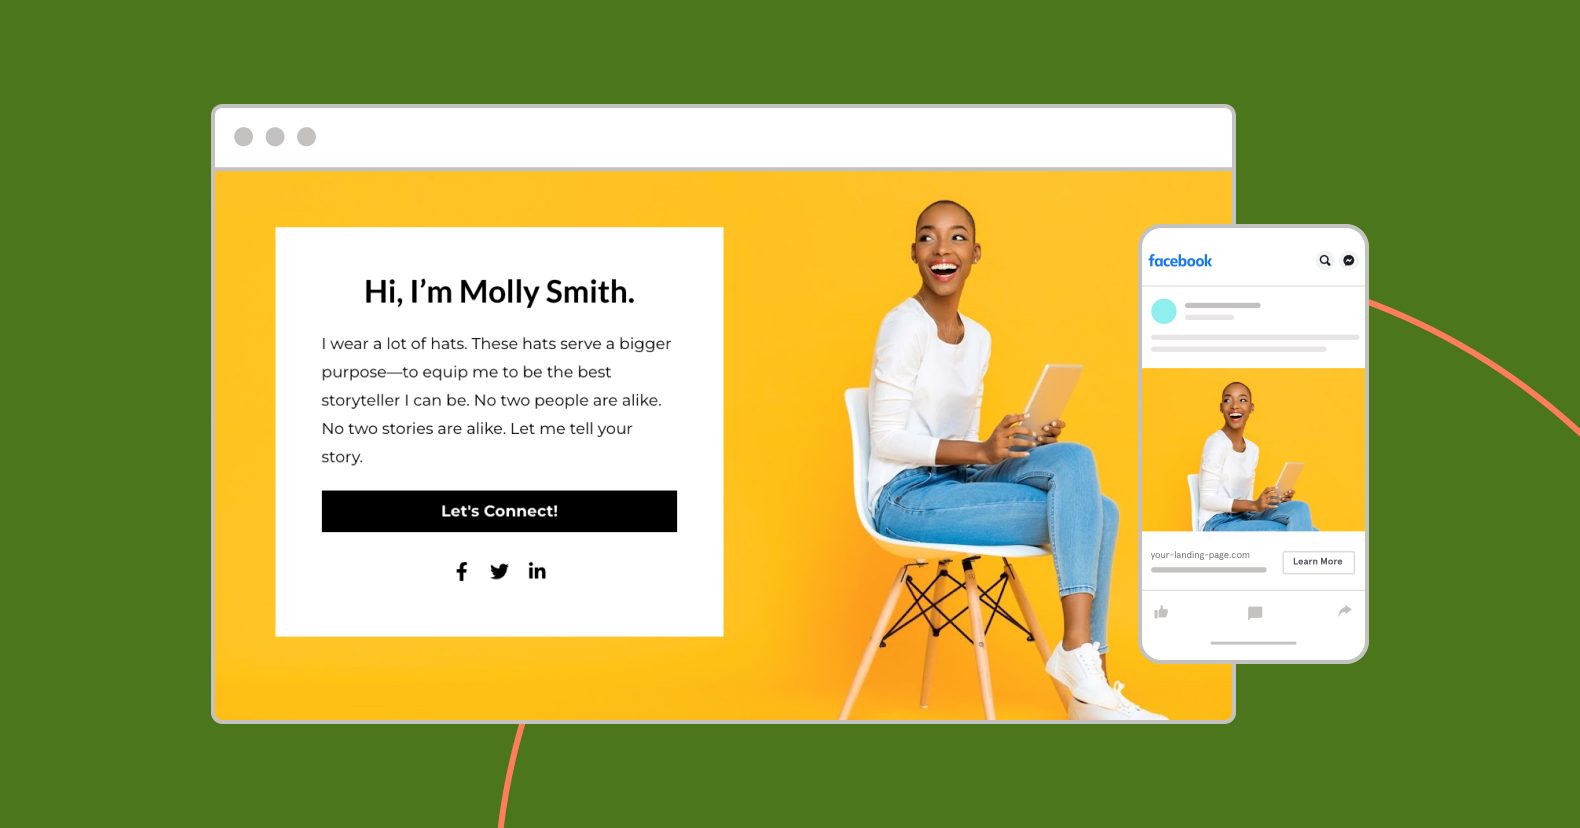 Hi, I’m Molly Smith.
I wear a lot of hats. These hats serve a bigger
purpose—to equip me to be the best
storyteller I can be. No two people are alike.
No two stories are alike. Let me tell your
story.
Let's Connect!
facebook
your-landing-page.com
Learn More